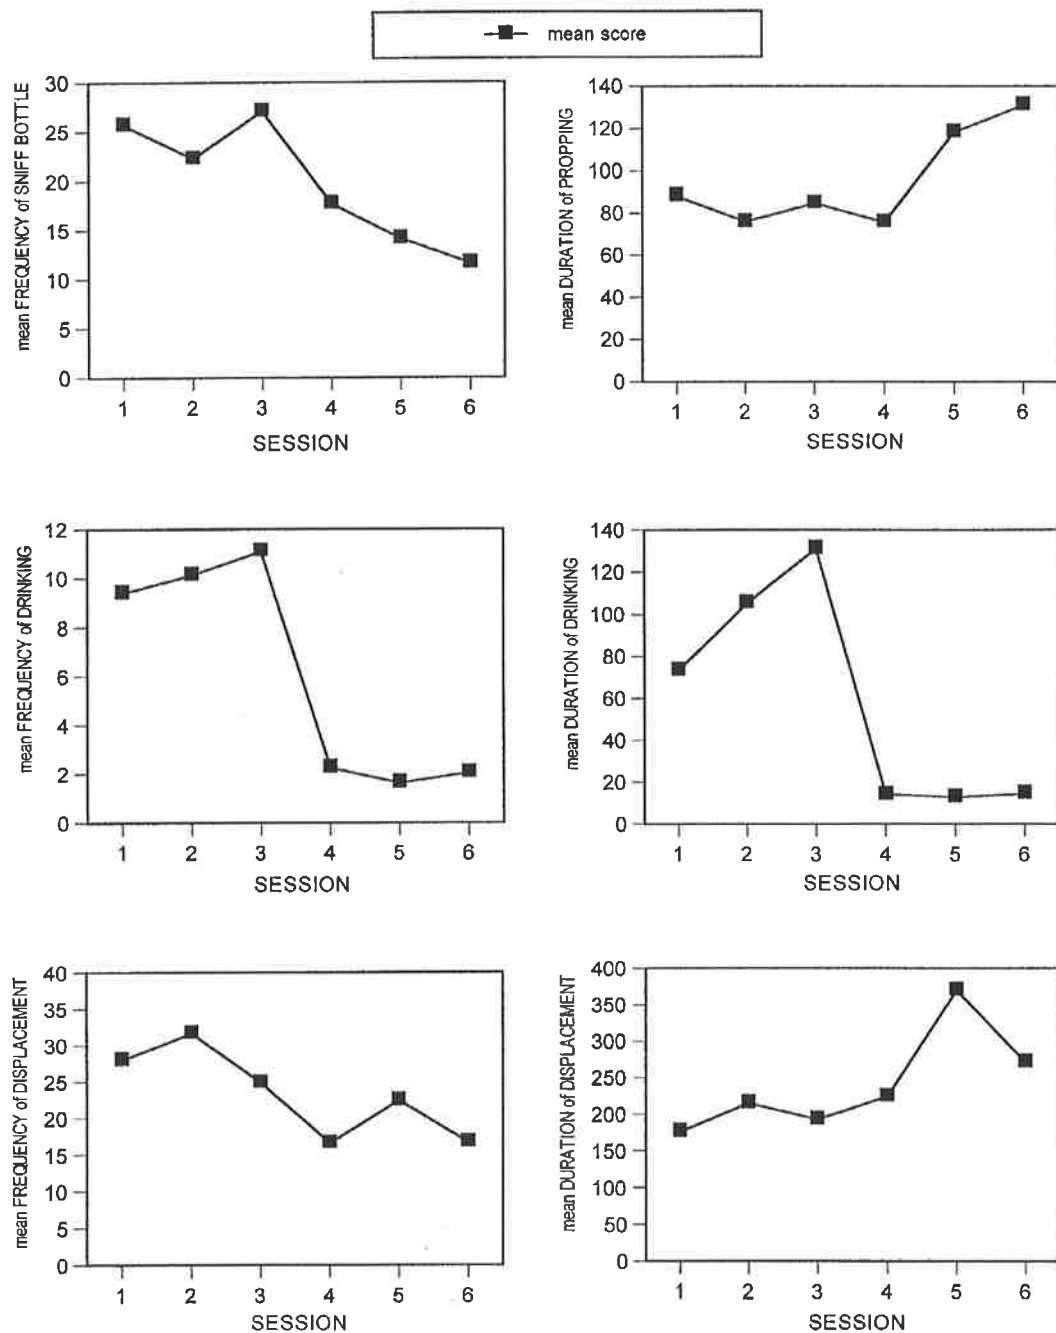 mean score
mean FREQUENCY of SNIFF BOTTLE
30
25
20
15
10
5
0
1 2 3 4 5 6
SESSION
mean DURATION of PROPPING
140
120
100
80
60
40
20
0
1 2 3 4 5 6
SESSION
mean FREQUENCY of DRINKING
12
10
8
6
4
2
0
1 2 3 4 5 6
SESSION
mean DURATION of DRINKING
140
120
100
80
60
40
20
0
1 2 3 4 5 6
SESSION
mean FREQUENCY of DISPLACEMENT
40
35
30
25
20
15
10
5
0
1 2 3 4 5 6
SESSION
mean DURATION of DISPLACEMENT
400
350
300
250
200
150
100
50
0
1 2 3 4 5 6
SESSION